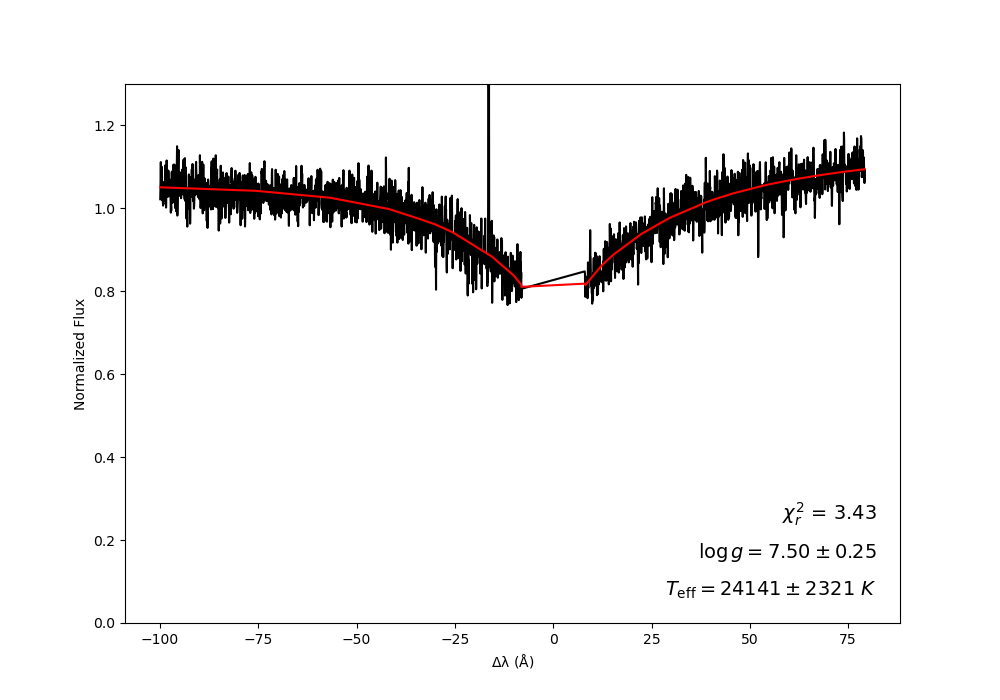 1.2
1.0
0.8
0.6
0.4
0.2
0.0
Normalized Flux
χ²ᵣ = 3.43
log g = 7.50 ± 0.25
T_eff = 24141 ± 2321 K
−100 −75 −50 −25 0 25 50 75
Δλ (Å)